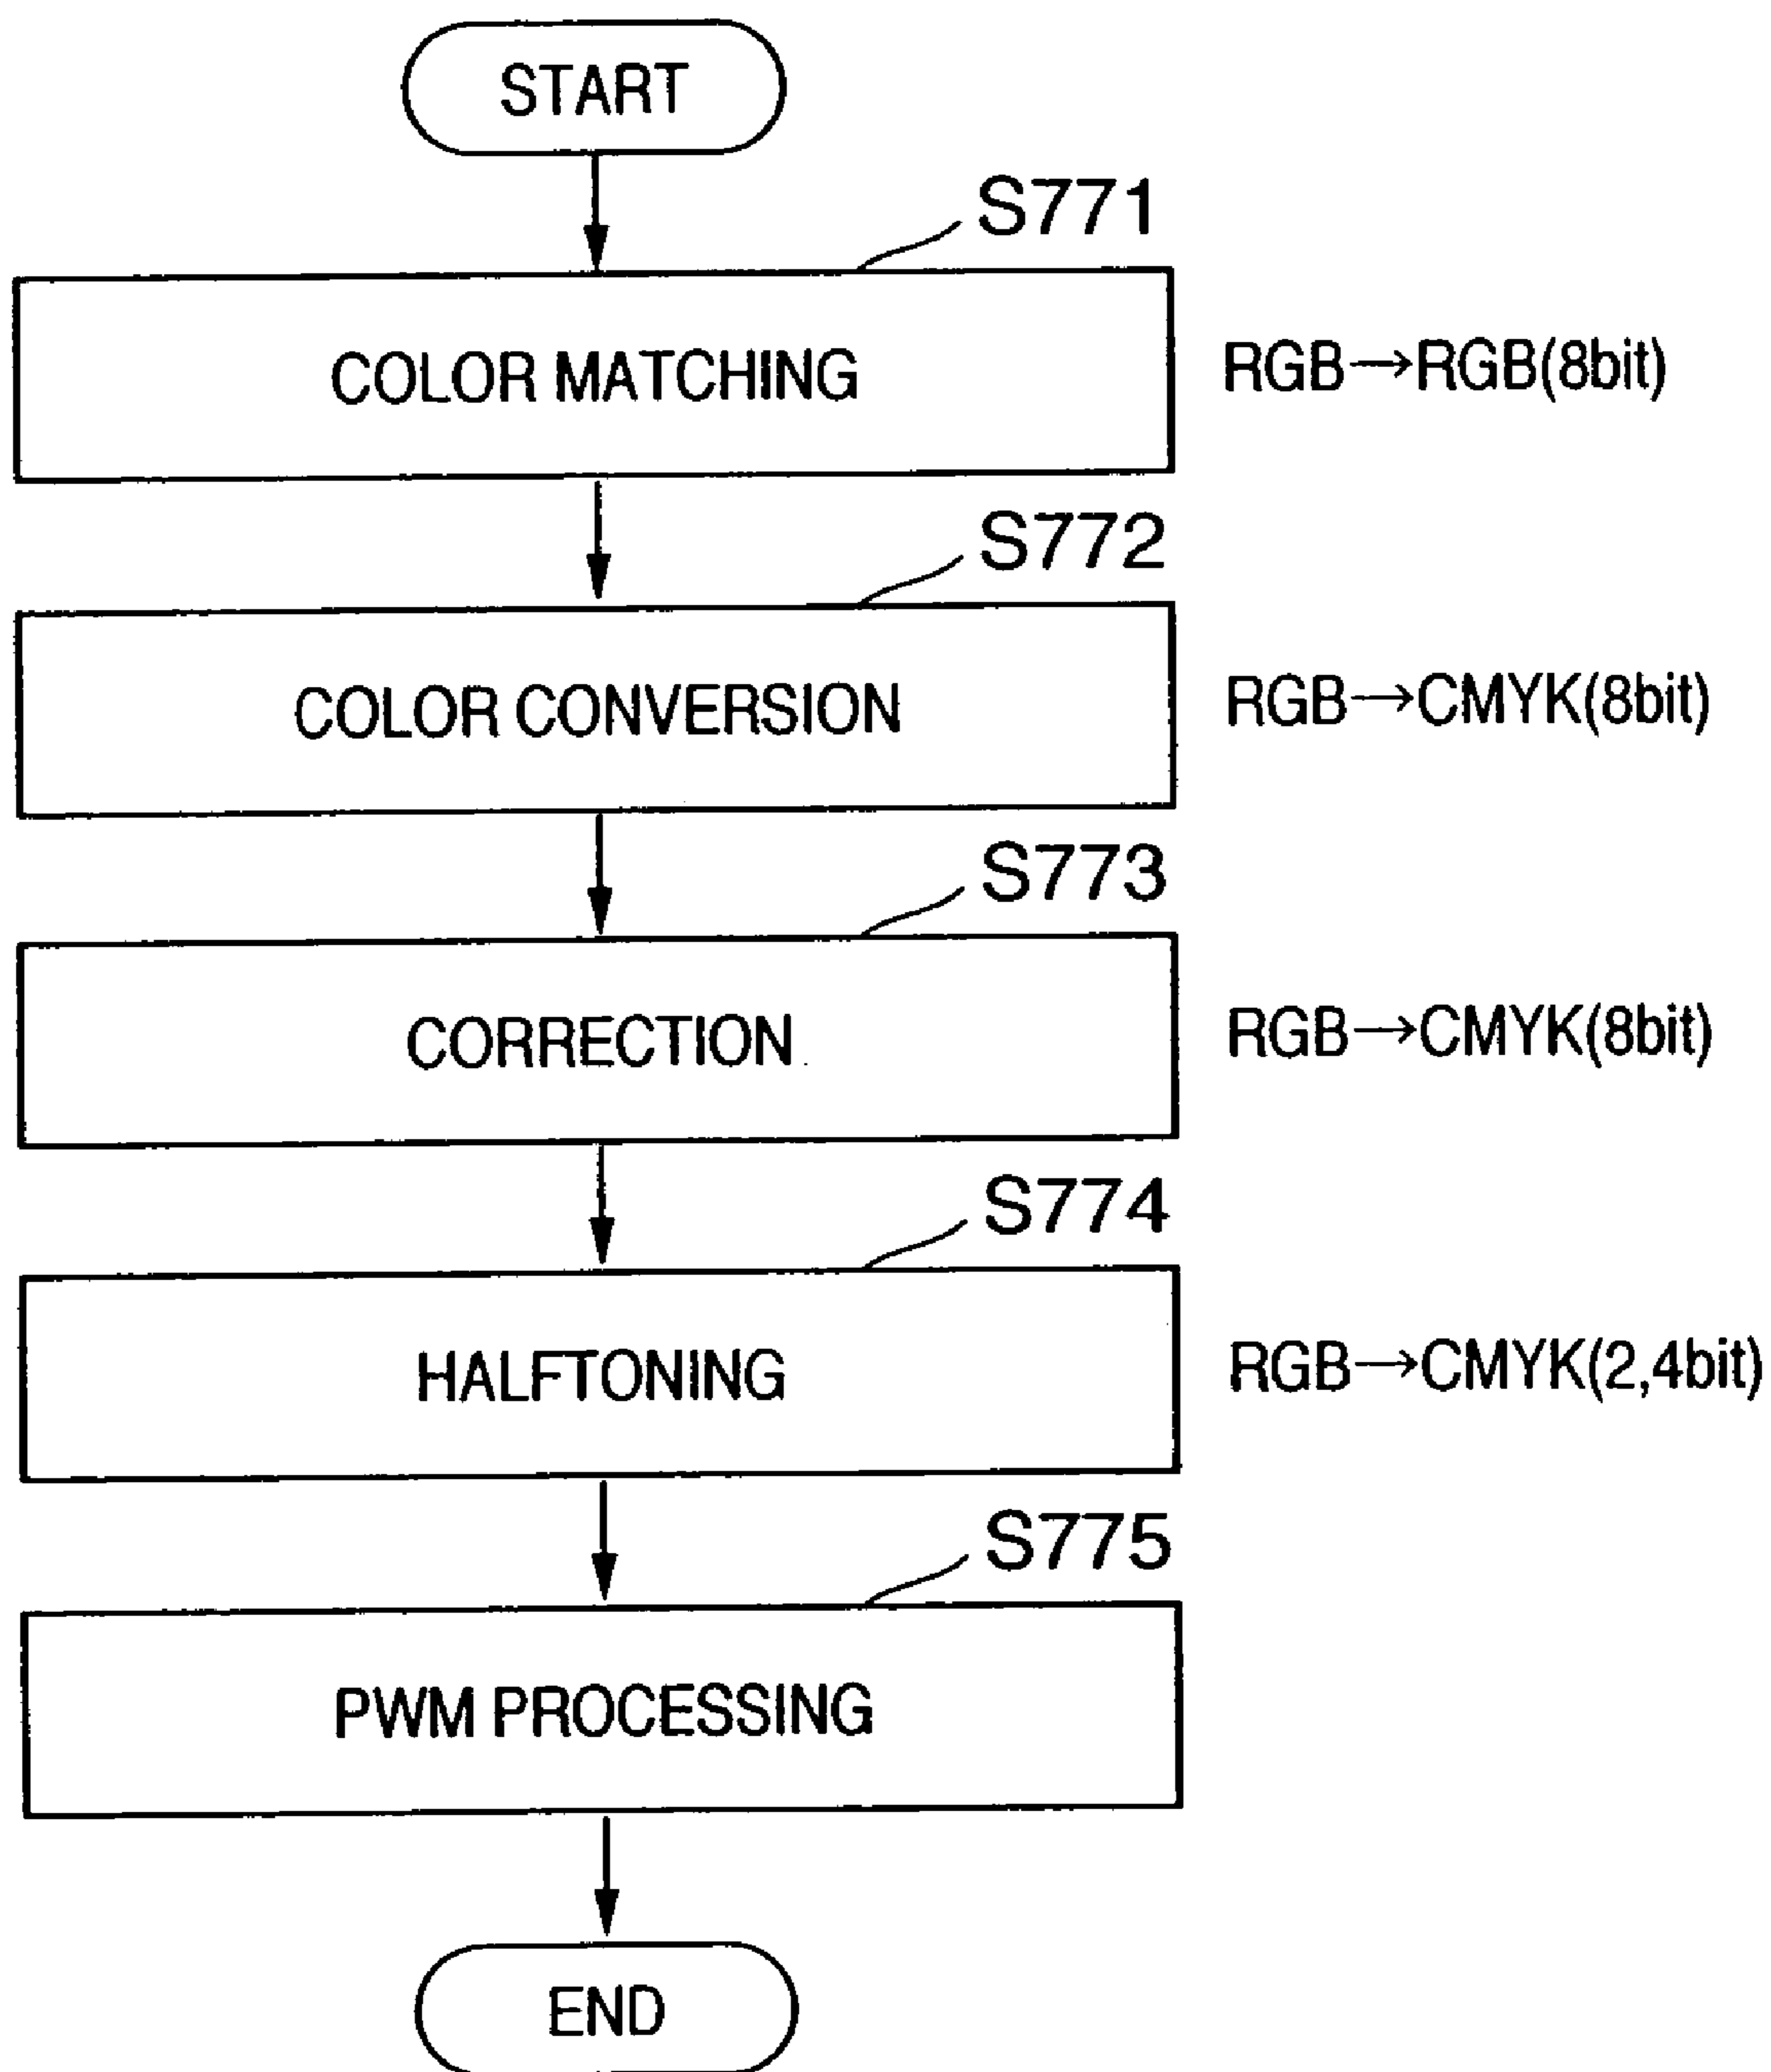 START
S771
COLOR MATCHING
RGB→RGB(8bit)
S772
COLOR CONVERSION
RGB→CMYK(8bit)
S773
CORRECTION
RGB→CMYK(8bit)
S774
HALFTONING
RGB→CMYK(2,4bit)
S775
PWM PROCESSING
END